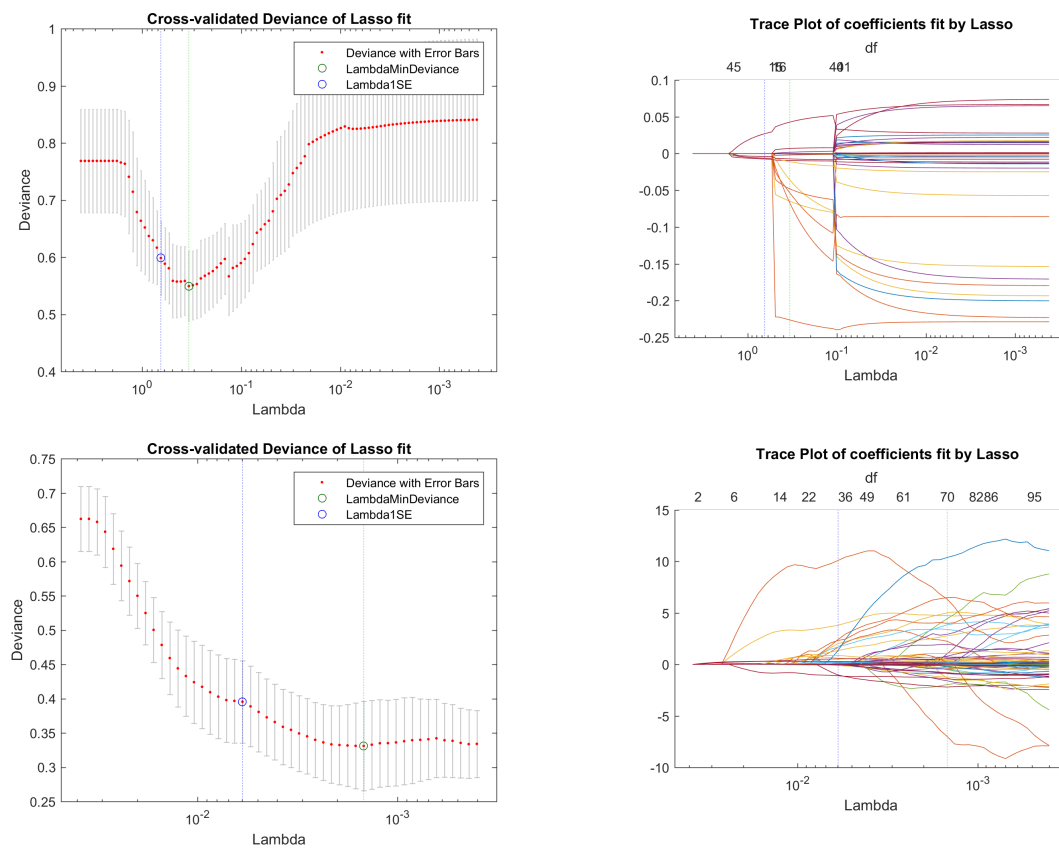 Cross-validated Deviance of Lasso fit
1
0.9
0.8
0.7
0.6
0.5
0.4
Deviance
Deviance with Error Bars
LambdaMinDeviance
Lambda1SE
10^0
10^-1
10^-2
10^-3
Lambda
Trace Plot of coefficients fit by Lasso
df
45
16
41
0.1
0.05
0
-0.05
-0.1
-0.15
-0.2
-0.25
10^0
10^-1
10^-2
10^-3
Lambda
Cross-validated Deviance of Lasso fit
0.75
0.7
0.65
0.6
0.55
0.5
0.45
0.4
0.35
0.3
0.25
Deviance
Deviance with Error Bars
LambdaMinDeviance
Lambda1SE
10^-2
10^-3
Lambda
Trace Plot of coefficients fit by Lasso
df
2 6 14 22 36 49 61 70 8286 95
15
10
5
0
-5
-10
10^-2
10^-3
Lambda